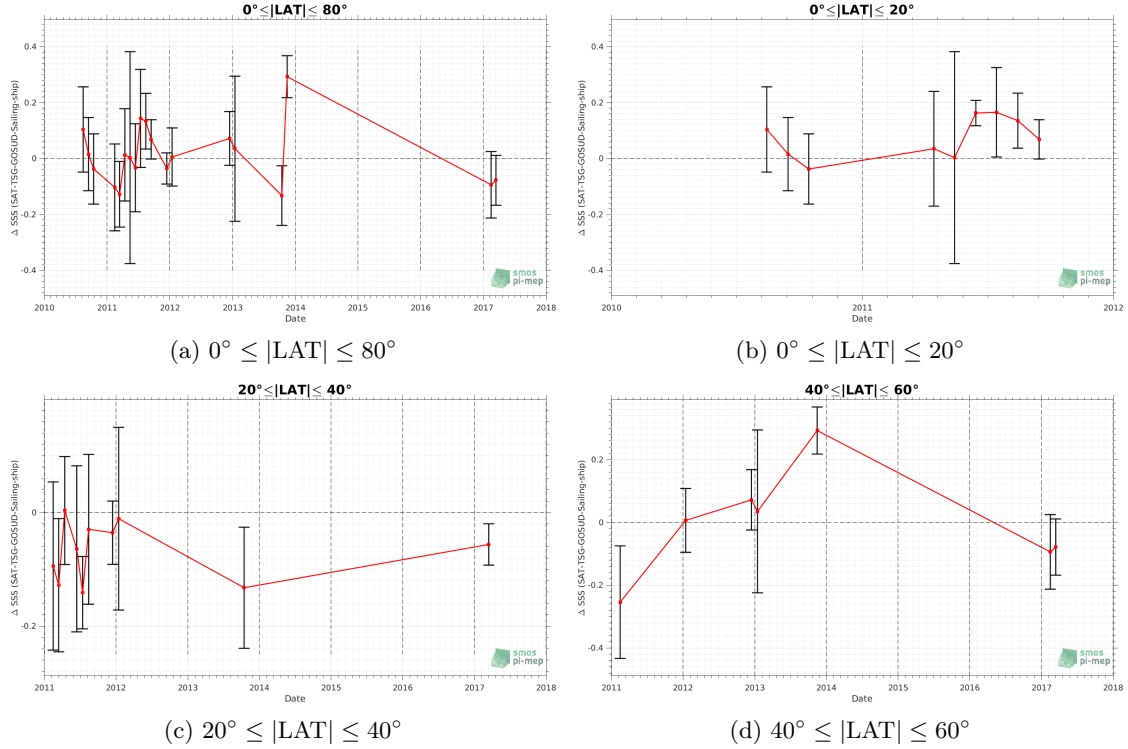 0°≤|LAT|≤ 80°
Δ SSS (SAT-TSG-GOSUD-Sailing-ship)
0.4
0.2
0
-0.2
-0.4
2010 2011 2012 2013 2014 2015 2016 2017 2018
Date
smos
pi-mep
(a) 0° ≤ |LAT| ≤ 80°
0°≤|LAT|≤ 20°
Δ SSS (SAT-TSG-GOSUD-Sailing-ship)
0.4
0.2
0
-0.2
-0.4
2010 2011 2012
Date
smos
pi-mep
(b) 0° ≤ |LAT| ≤ 20°
20°≤|LAT|≤ 40°
Δ SSS (SAT-TSG-GOSUD-Sailing-ship)
0
-0.2
2011 2012 2013 2014 2015 2016 2017 2018
Date
smos
pi-mep
(c) 20° ≤ |LAT| ≤ 40°
40°≤|LAT|≤ 60°
Δ SSS (SAT-TSG-GOSUD-Sailing-ship)
0.2
0
-0.2
-0.4
2011 2012 2013 2014 2015 2016 2017 2018
Date
smos
pi-mep
(d) 40° ≤ |LAT| ≤ 60°